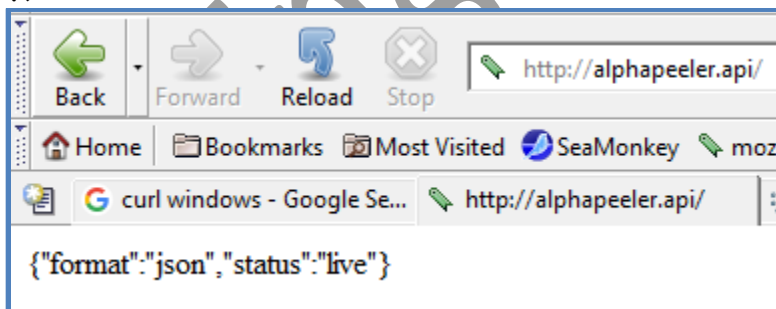 Back Forward Reload Stop http://alphapeeler.api/
Home Bookmarks Most Visited SeaMonkey moz
curl windows - Google Se... http://alphapeeler.api/
{"format":"json","status":"live"}